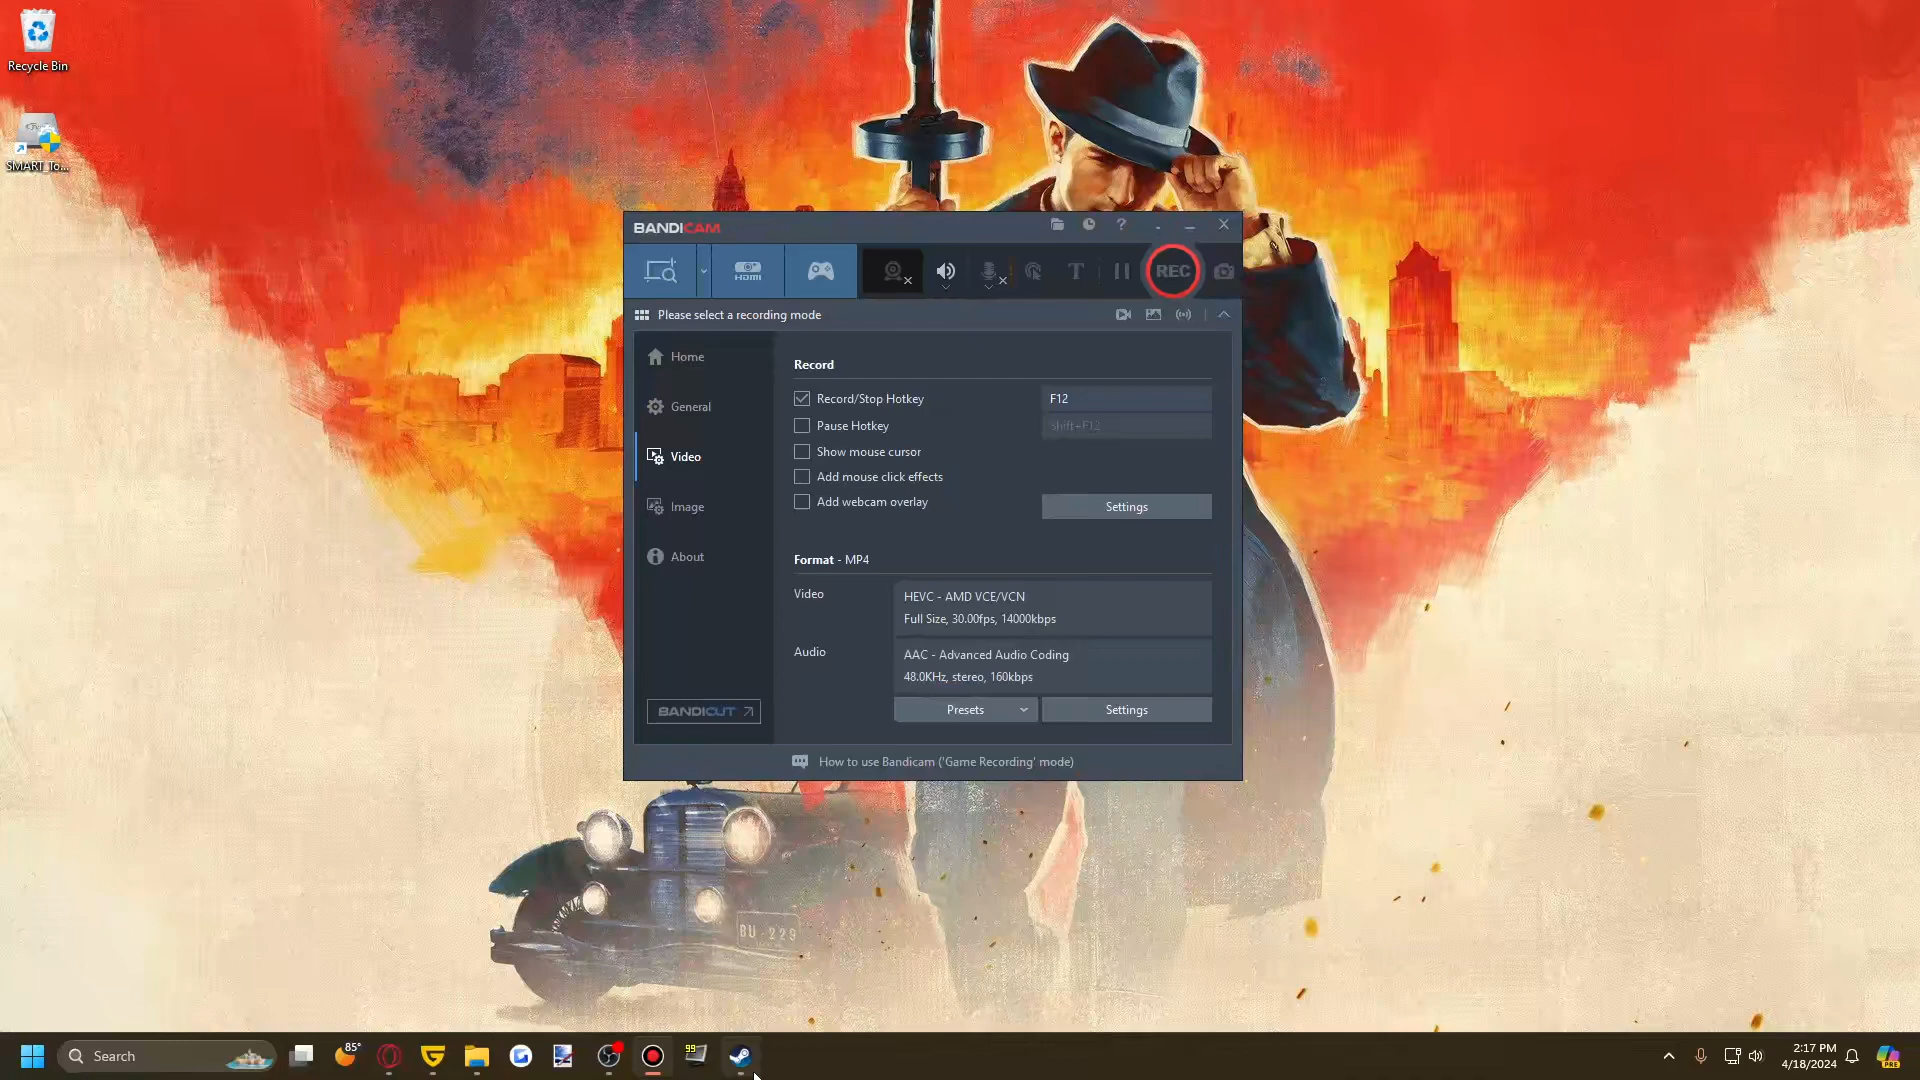 Recycle Bin
SMART_To...
BANDICAM
?
HDMI
T
REC
Please select a recording mode
Home
General
Video
Image
About
BANDICUT
Record
Record/Stop Hotkey
F12
Pause Hotkey
shift+F12
Show mouse cursor
Add mouse click effects
Add webcam overlay
Settings
Format - MP4
Video
HEVC - AMD VCE/VCN
Full Size, 30.00fps, 14000kbps
Audio
AAC - Advanced Audio Coding
48.0KHz, stereo, 160kbps
Presets
Settings
How to use Bandicam ('Game Recording' mode)
BU-229
Search
85°
99
2:17 PM
4/18/2024
PRE